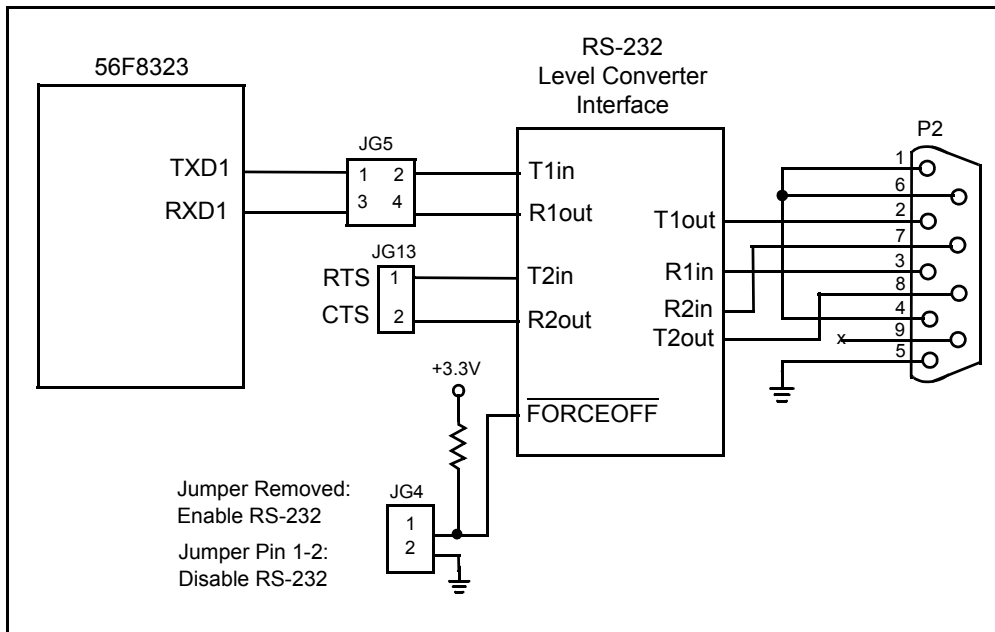 56F8323
TXD1
RXD1
JG5
1 2
3 4
JG13
RTS 1
CTS 2
RS-232
Level Converter
Interface
T1in
R1out
T2in
R2out
FORCEOFF
T1out
R1in
R2in
T2out
P2
1
6
2
7
3
8
4
x 9
5
+3.3V
JG4
1
2
Jumper Removed:
Enable RS-232
Jumper Pin 1-2:
Disable RS-232